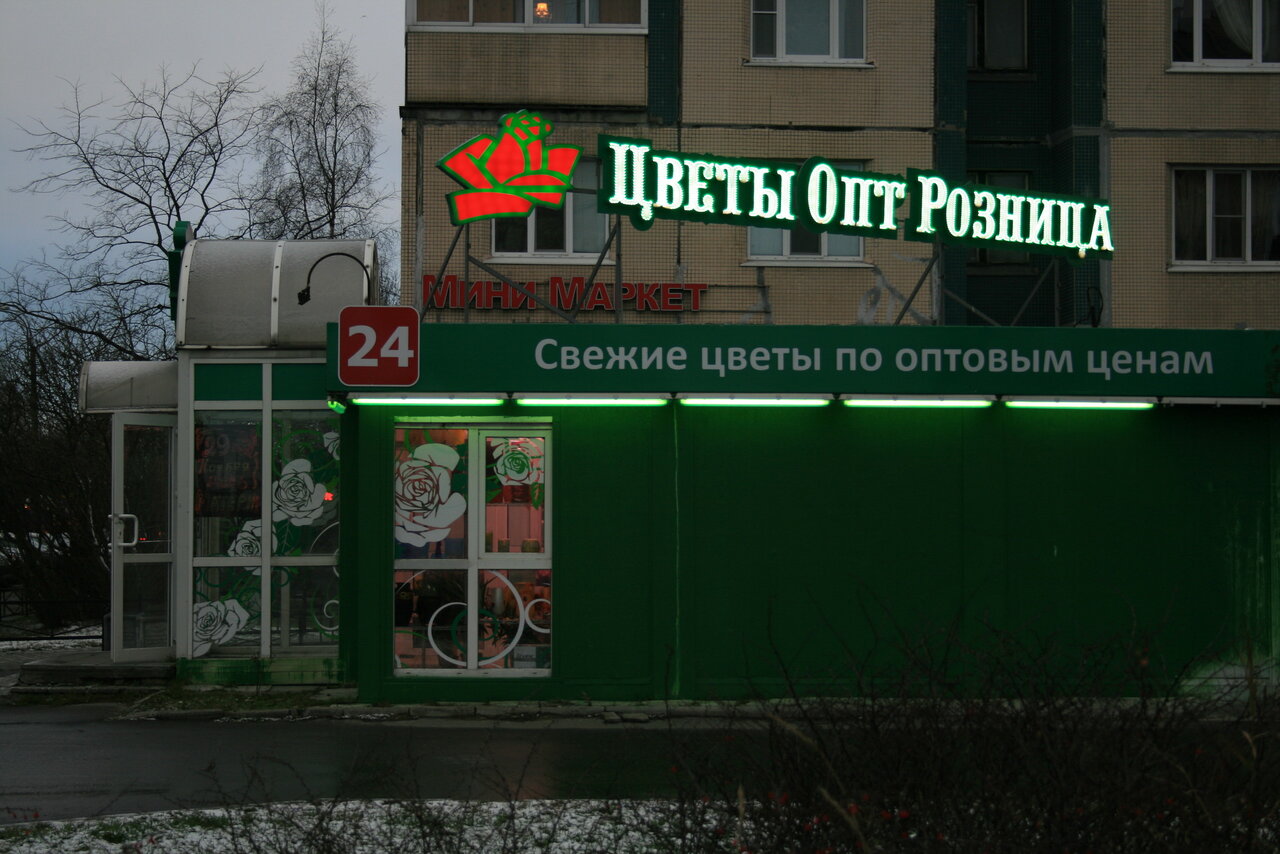 Цветы Опт Розница
Мини Маркет
24
Свежие цветы по оптовым ценам